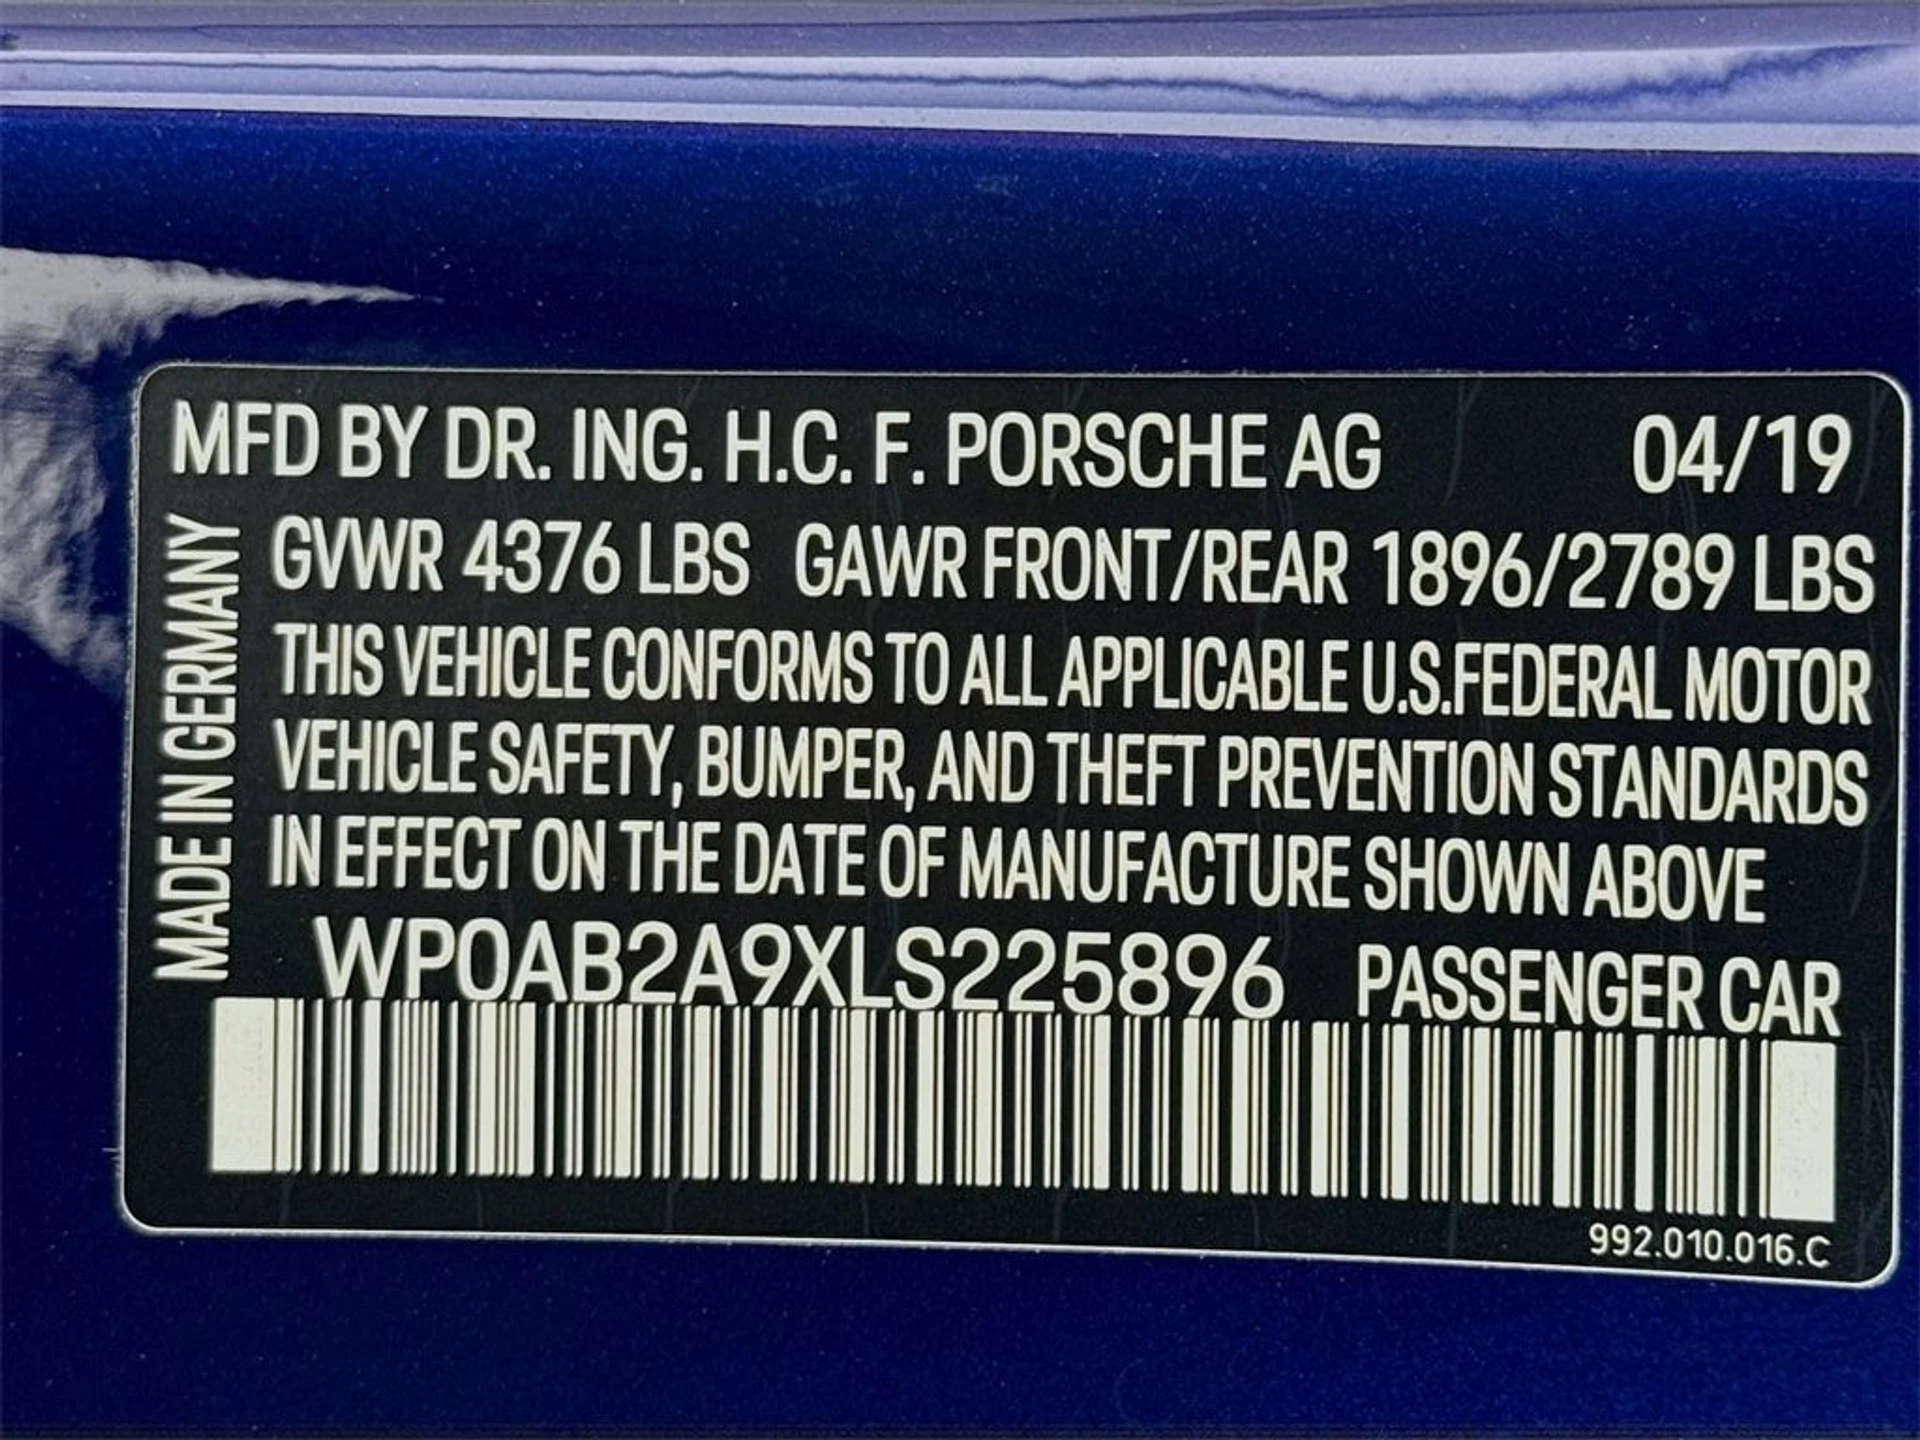 MFD BY DR. ING. H.C. F. PORSCHE AG 04/19
MADE IN GERMANY
GVWR 4376 LBS GAWR FRONT/REAR 1896/2789 LBS
THIS VEHICLE CONFORMS TO ALL APPLICABLE U.S.FEDERAL MOTOR
VEHICLE SAFETY, BUMPER, AND THEFT PREVENTION STANDARDS
IN EFFECT ON THE DATE OF MANUFACTURE SHOWN ABOVE
WP0AB2A9XLS225896 PASSENGER CAR
992.010.016.C